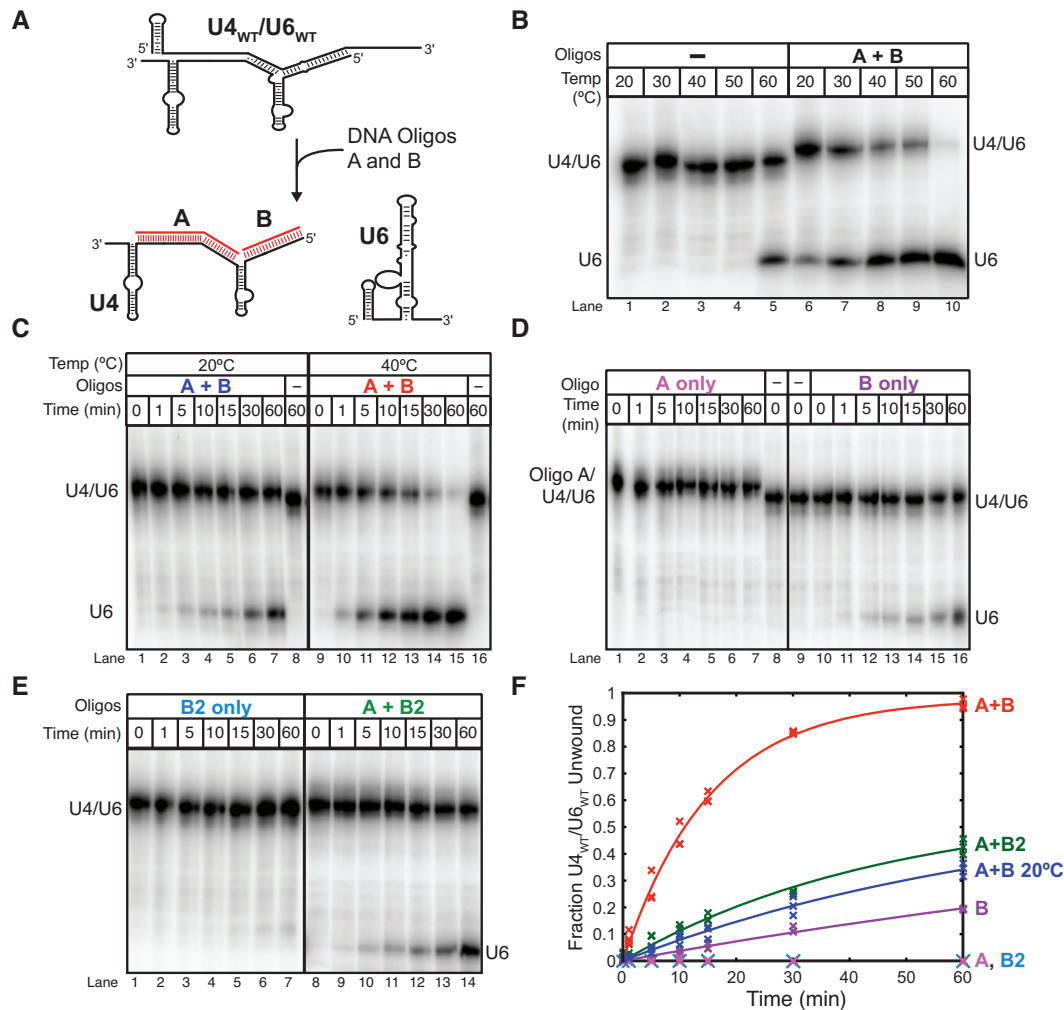 A
U4WT/U6WT
5'
3'
5'
3'
DNA Oligos
A and B
A
B
3'
5'
U4
U6
5'
3'
B
Oligos
–
A + B
Temp (ºC)
20 30 40 50 60 20 30 40 50 60
U4/U6
U4/U6
U6
U6
Lane 1 2 3 4 5 6 7 8 9 10
C
Temp (ºC) 20ºC 40ºC
Oligos A + B – A + B –
Time (min) 0 1 5 10 15 30 60 60 0 1 5 10 15 30 60 60
U4/U6
U6
Lane 1 2 3 4 5 6 7 8 9 10 11 12 13 14 15 16
D
Oligo A only – – B only
Time (min) 0 1 5 10 15 30 60 0 0 0 1 5 10 15 30 60
Oligo A/
U4/U6
U4/U6
U6
Lane 1 2 3 4 5 6 7 8 9 10 11 12 13 14 15 16
E
Oligos B2 only A + B2
Time (min) 0 1 5 10 15 30 60 0 1 5 10 15 30 60
U4/U6
U6
Lane 1 2 3 4 5 6 7 8 9 10 11 12 13 14
F
Fraction U4WT/U6WT Unwound
1
0.9
0.8
0.7
0.6
0.5
0.4
0.3
0.2
0.1
0
0 10 20 30 40 50 60
Time (min)
A+B
A+B2
A+B 20ºC
B
A, B2